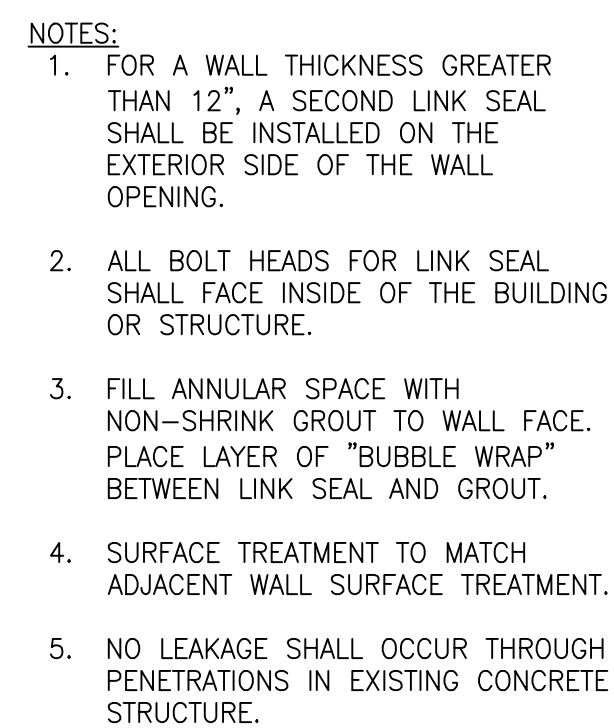 NOTES:
1. FOR A WALL THICKNESS GREATER
THAN 12", A SECOND LINK SEAL
SHALL BE INSTALLED ON THE
EXTERIOR SIDE OF THE WALL
OPENING.
2. ALL BOLT HEADS FOR LINK SEAL
SHALL FACE INSIDE OF THE BUILDING
OR STRUCTURE.
3. FILL ANNULAR SPACE WITH
NON-SHRINK GROUT TO WALL FACE.
PLACE LAYER OF "BUBBLE WRAP"
BETWEEN LINK SEAL AND GROUT.
4. SURFACE TREATMENT TO MATCH
ADJACENT WALL SURFACE TREATMENT.
5. NO LEAKAGE SHALL OCCUR THROUGH
PENETRATIONS IN EXISTING CONCRETE
STRUCTURE.